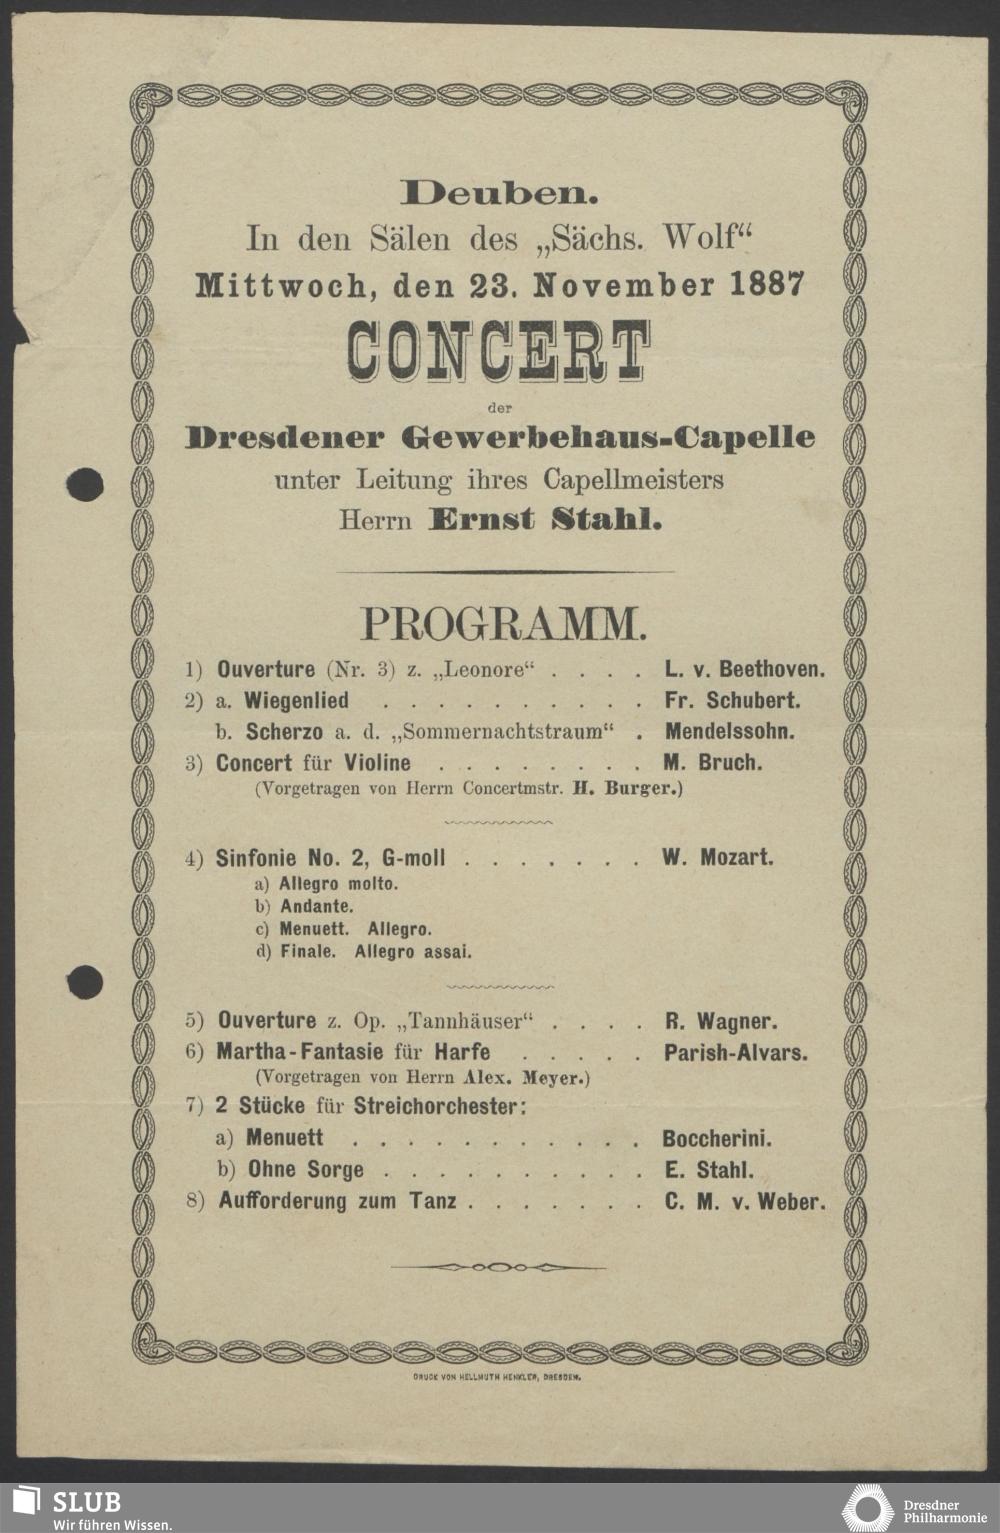 Deuben.
In den Sälen des „Sächs. Wolf“
Mittwoch, den 23. November 1887
CONCERT
der
Dresdener Gewerbehaus-Capelle
unter Leitung ihres Capellmeisters
Herrn Ernst Stahl.
PROGRAMM.
1) Ouverture (Nr. 3) z. „Leonore“ . . . . L. v. Beethoven.
2) a. Wiegenlied . . . . . . . . . . Fr. Schubert.
b. Scherzo a. d. „Sommernachtstraum“ . Mendelssohn.
3) Concert für Violine . . . . . . . . M. Bruch.
(Vorgetragen von Herrn Concertmstr. H. Burger.)
4) Sinfonie No. 2, G-moll . . . . . . . W. Mozart.
a) Allegro molto.
b) Andante.
c) Menuett. Allegro.
d) Finale. Allegro assai.
5) Ouverture z. Op. „Tannhäuser“ . . . . R. Wagner.
6) Martha-Fantasie für Harfe . . . . . Parish-Alvars.
(Vorgetragen von Herrn Alex. Meyer.)
7) 2 Stücke für Streichorchester:
a) Menuett . . . . . . . . . . . Boccherini.
b) Ohne Sorge . . . . . . . . . . E. Stahl.
8) Aufforderung zum Tanz . . . . . . . C. M. v. Weber.
DRUCK VON HELLMUTH HENKLER, DRESDEN.
SLUB
Wir führen Wissen.
Dresdner
Philharmonie